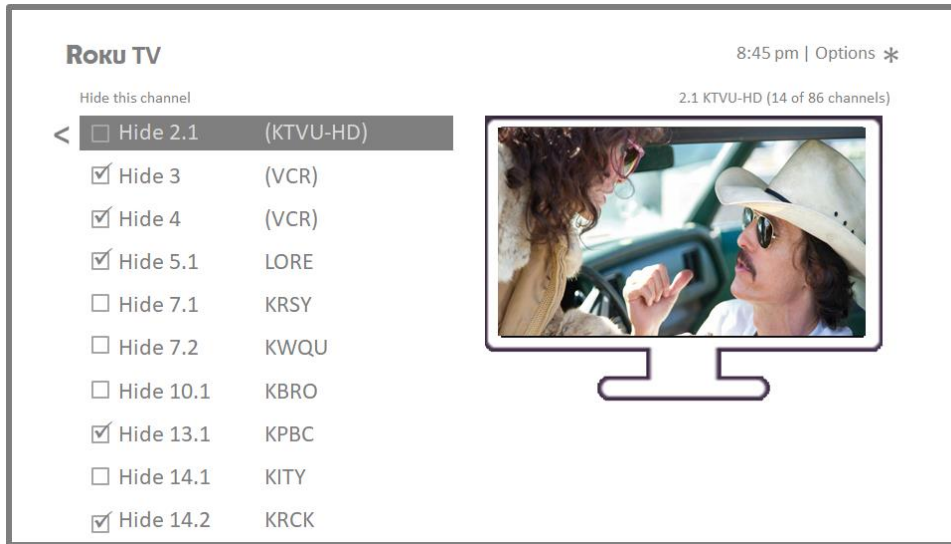 ROKU TV
8:45 pm | Options *
Hide this channel
2.1 KTVU-HD (14 of 86 channels)
< Hide 2.1 (KTVU-HD)
Hide 3 (VCR)
Hide 4 (VCR)
Hide 5.1 LORE
Hide 7.1 KRSY
Hide 7.2 KWQU
Hide 10.1 KBRO
Hide 13.1 KPBC
Hide 14.1 KITY
Hide 14.2 KRCK